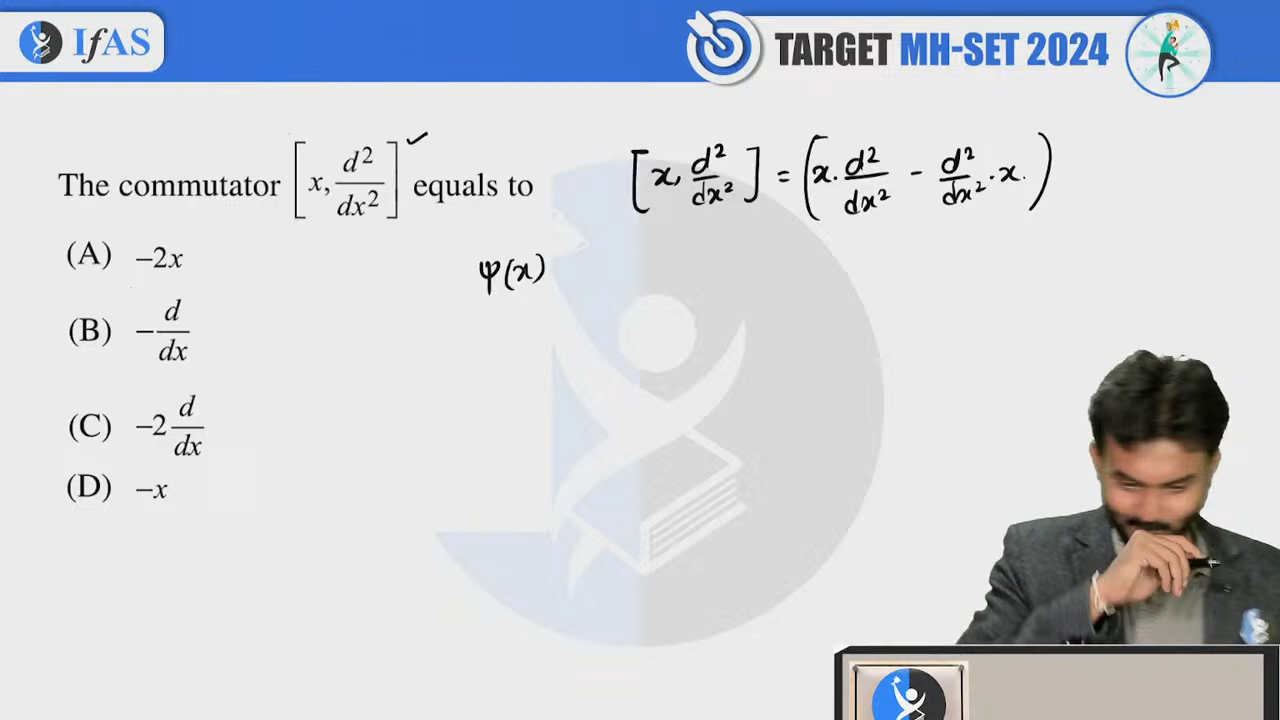 IfAS
TARGET MH-SET 2024
The commutator [x, d²/dx²] equals to
(A) –2x
(B) –d/dx
(C) –2 d/dx
(D) –x
[x, d²/dx²] = (x. d²/dx² - d²/dx² . x.)
ψ(x)